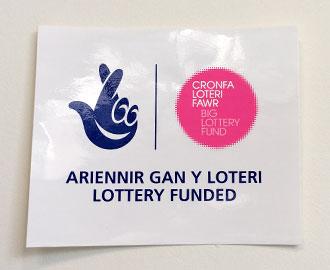 CRONFA
LOTERI
FAWR
BIG
LOTTERY
FUND
ARIENNIR GAN Y LOTERI
LOTTERY FUNDED